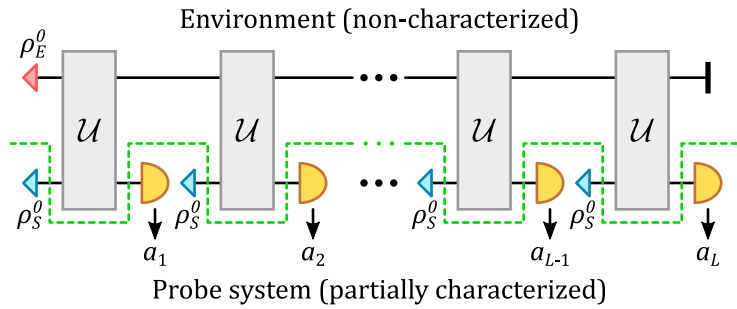 Environment (non-characterized)
ρ_E^0
𝒰 𝒰 𝒰 𝒰
ρ_S^0 ρ_S^0 ρ_S^0 ρ_S^0
a_1 a_2 a_{L-1} a_L
Probe system (partially characterized)